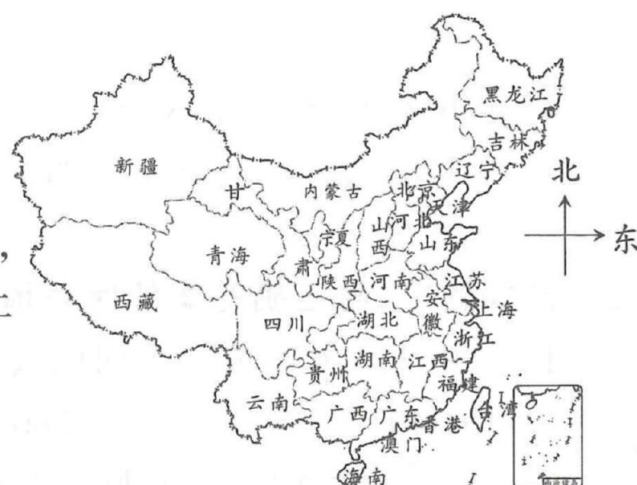 黑龙江
吉林
辽宁
新疆
甘
肃
内蒙古
北京
天津
河北
山西
山东
宁夏
青海
陕西
河南
江苏
西藏
四川
湖北
安徽
上海
浙江
湖南
江西
贵州
福建
云南
广西
广东
香港
台湾
澳门
海南
北
东
，